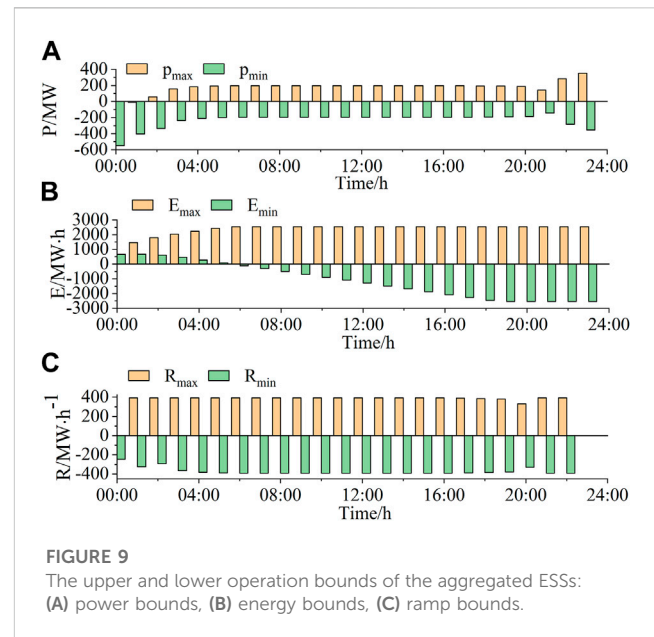 A
p_max p_min
P/MW
400
200
0
-200
-400
-600
00:00 04:00 08:00 12:00 16:00 20:00 24:00
Time/h
B
E_max E_min
E/MW·h
3000
2000
1000
0
-1000
-2000
-3000
00:00 04:00 08:00 12:00 16:00 20:00 24:00
Time/h
C
R_max R_min
R/MW·h⁻¹
400
200
0
-200
-400
00:00 04:00 08:00 12:00 16:00 20:00 24:00
Time/h
FIGURE 9
The upper and lower operation bounds of the aggregated ESSs:
(A) power bounds, (B) energy bounds, (C) ramp bounds.